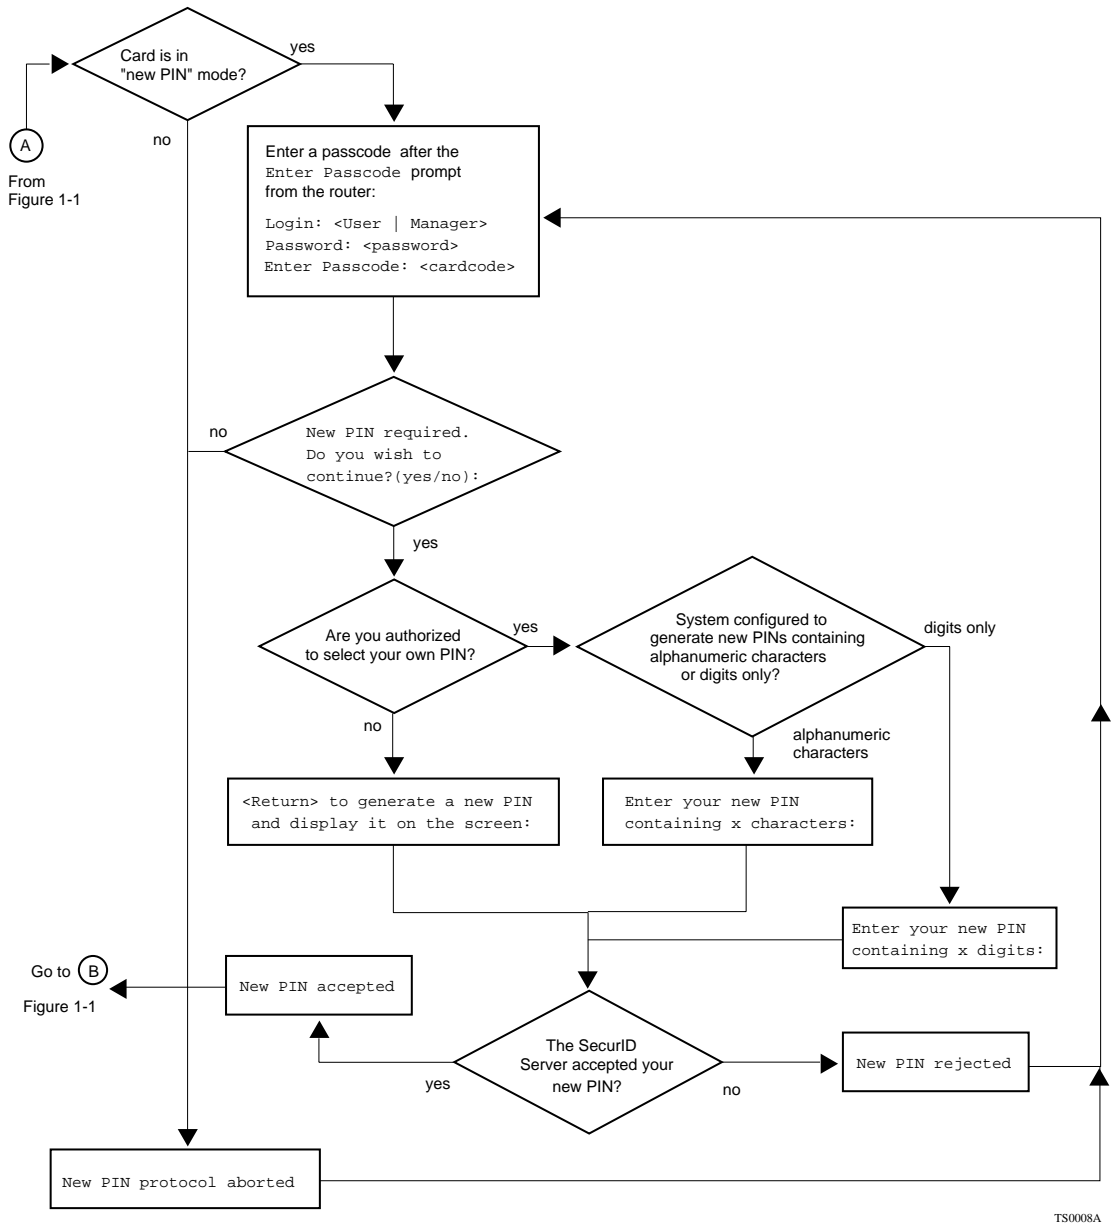 Card is in
"new PIN" mode?
yes
no
A
From
Figure 1-1
Enter a passcode after the
Enter Passcode prompt
from the router:
Login: <User | Manager>
Password: <password>
Enter Passcode: <cardcode>
no
New PIN required.
Do you wish to
continue?(yes/no):
yes
Are you authorized
to select your own PIN?
yes
System configured to
generate new PINs containing
alphanumeric characters
or digits only?
digits only
no
alphanumeric
characters
<Return> to generate a new PIN
and display it on the screen:
Enter your new PIN
containing x characters:
Enter your new PIN
containing x digits:
Go to B
Figure 1-1
New PIN accepted
The SecurID
Server accepted your
new PIN?
yes
no
New PIN rejected
New PIN protocol aborted
TS0008A